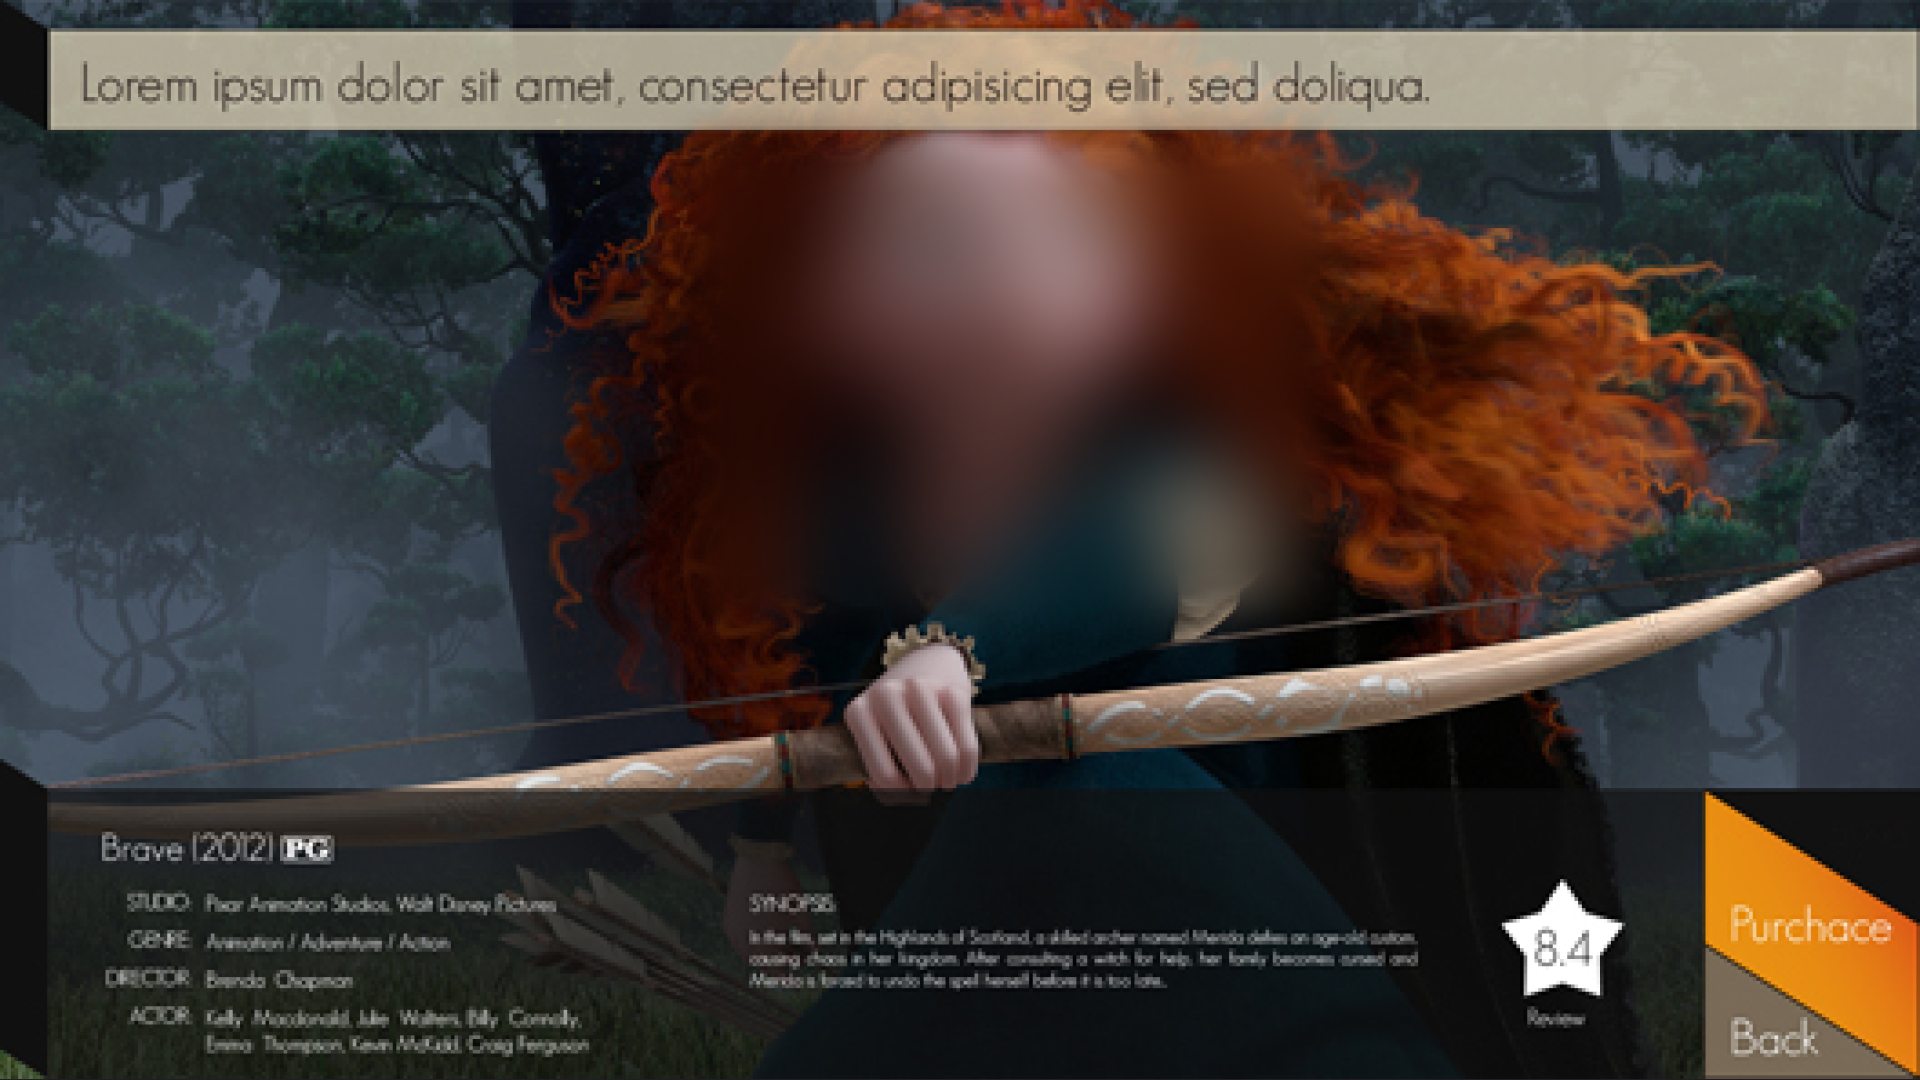 Lorem ipsum dolor sit amet, consectetur adipisicing elit, sed doliqua.
Brave (2012) PG
STUDIO: Pixar Animation Studios, Walt Disney Pictures
GENRE: Animation / Adventure / Action
DIRECTOR: Brenda Chapman
ACTOR: Kelly Macdonald, Julie Walters, Billy Connolly,
Emma Thompson, Kevin McKidd, Craig Ferguson
SYNOPSIS:
In the film, set in the Highlands of Scotland, a skilled archer named Merida defies an age-old custom,
causing chaos in her kingdom. After consulting a witch for help, her family becomes cursed and
Merida is forced to undo the spell herself before it is too late..
8.4
Review
Purchace
Back